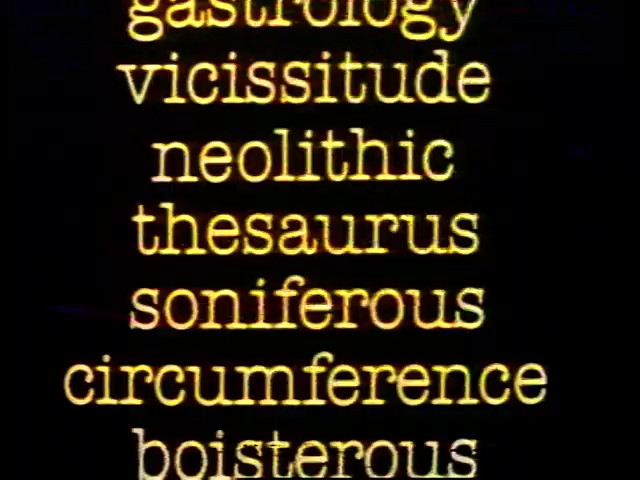 gastrology
vicissitude
neolithic
thesaurus
soniferous
circumference
boisterous